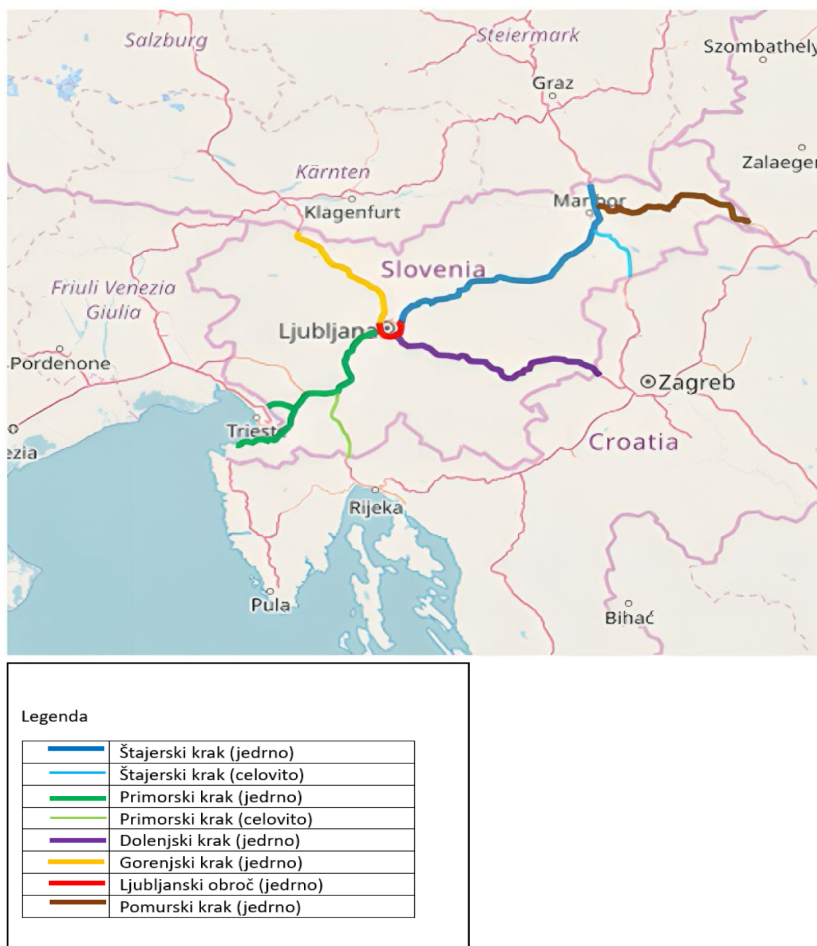 Salzburg
Steiermark
Szombathely
Graz
Zalaeger
Kärnten
Maribor
Klagenfurt
Slovenia
Friuli Venezia
Giulia
Ljubljana
Pordenone
Zagreb
Triest
Croatia
ezia
Rijeka
Pula
Bihać
Legenda
Štajerski krak (jedrno)
Štajerski krak (celovito)
Primorski krak (jedrno)
Primorski krak (celovito)
Dolenjski krak (jedrno)
Gorenjski krak (jedrno)
Ljubljanski obroč (jedrno)
Pomurski krak (jedrno)